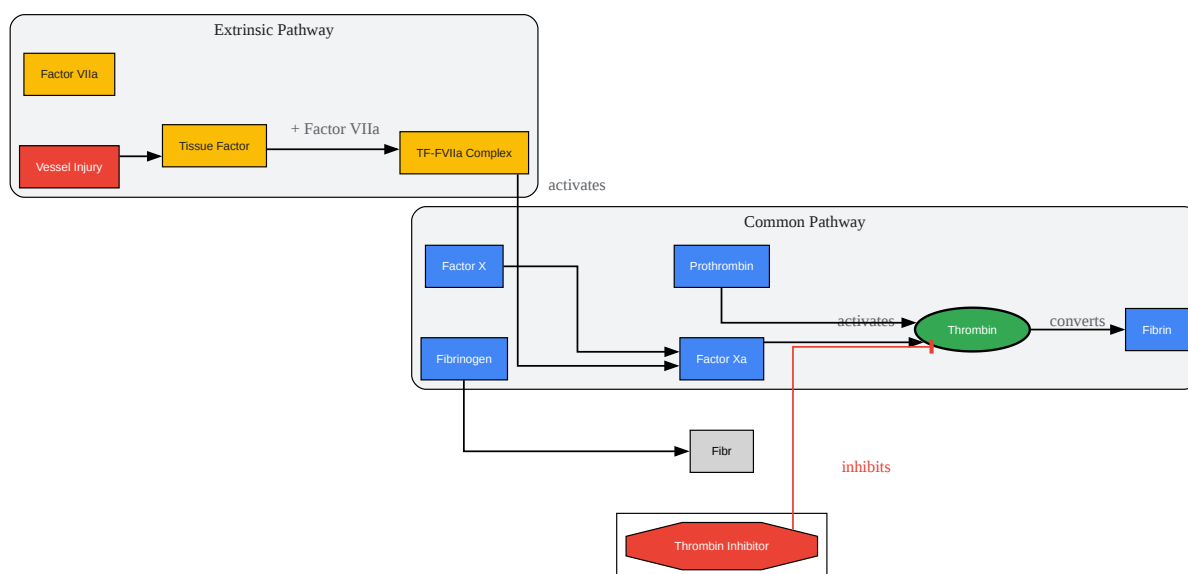 Extrinsic Pathway
Factor VIIa
+ Factor VIIa
Tissue Factor
TF-FVIIa Complex
Vessel Injury
activates
Common Pathway
Factor X
Prothrombin
activates
Thrombin
converts
Fibrin
Fibrinogen
Factor Xa
Fibr
inhibits
Thrombin Inhibitor